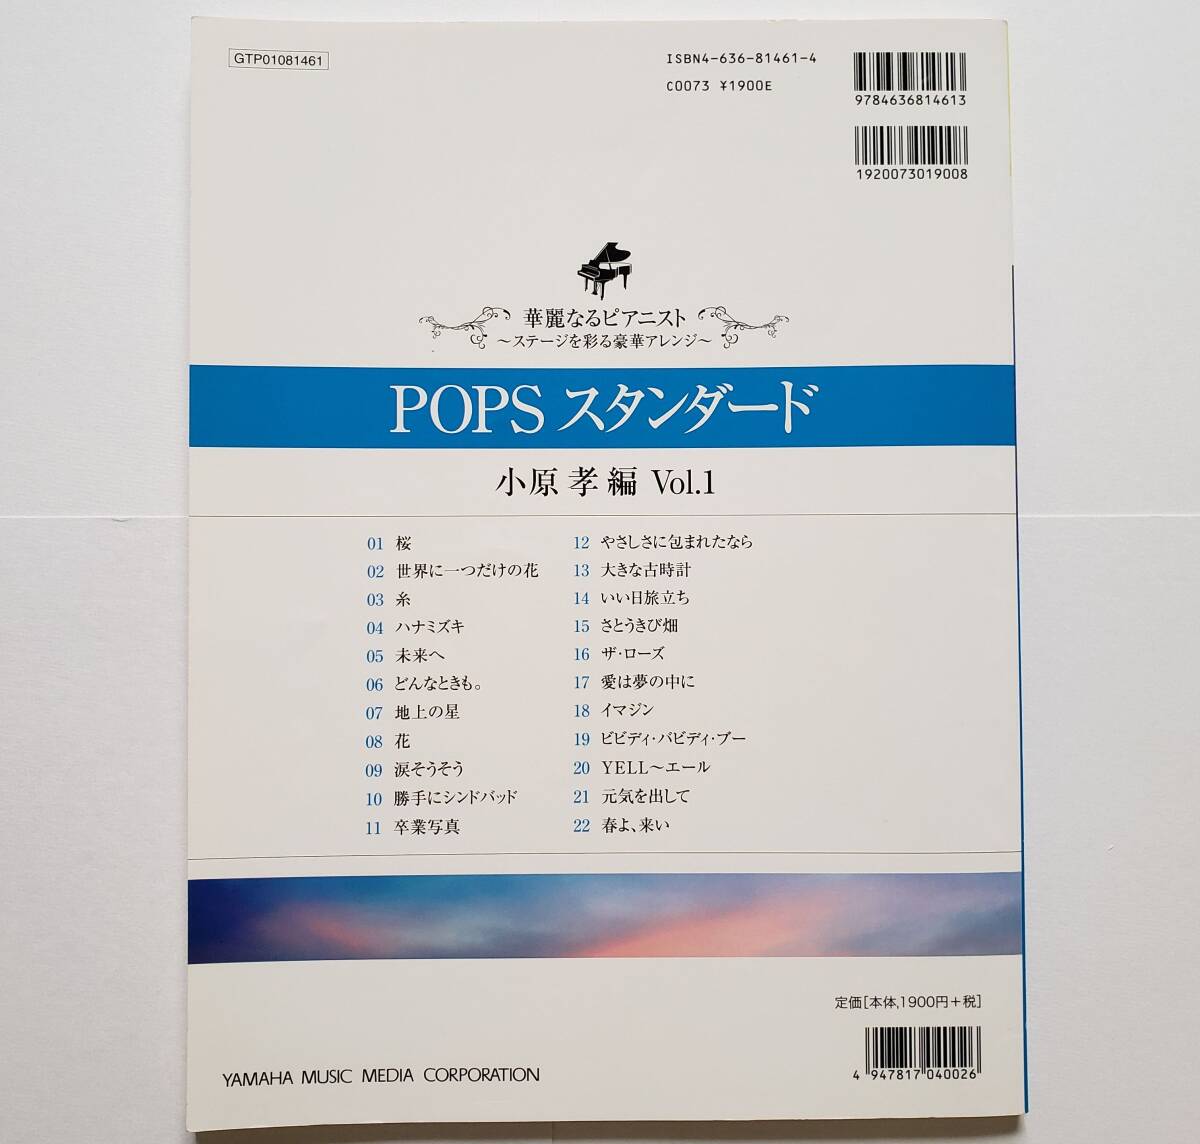 GTP01081461
ISBN4-636-81461-4
C0073 ¥1900E
9784636814613
1920073019008
華麗なるピアニスト
〜ステージを彩る豪華アレンジ〜
POPS スタンダード
小原 孝 編 Vol.1
01 桜
02 世界に一つだけの花
03 糸
04 ハナミズキ
05 未来へ
06 どんなときも。
07 地上の星
08 花
09 涙そうそう
10 勝手にシンドバッド
11 卒業写真
12 やさしさに包まれたなら
13 大きな古時計
14 いい日旅立ち
15 さとうきび畑
16 ザ・ローズ
17 愛は夢の中に
18 イマジン
19 ビビディ・バビディ・ブー
20 YELL〜エール
21 元気を出して
22 春よ、来い
定価[本体,1900円+税]
4 947817 040026
YAMAHA MUSIC MEDIA CORPORATION